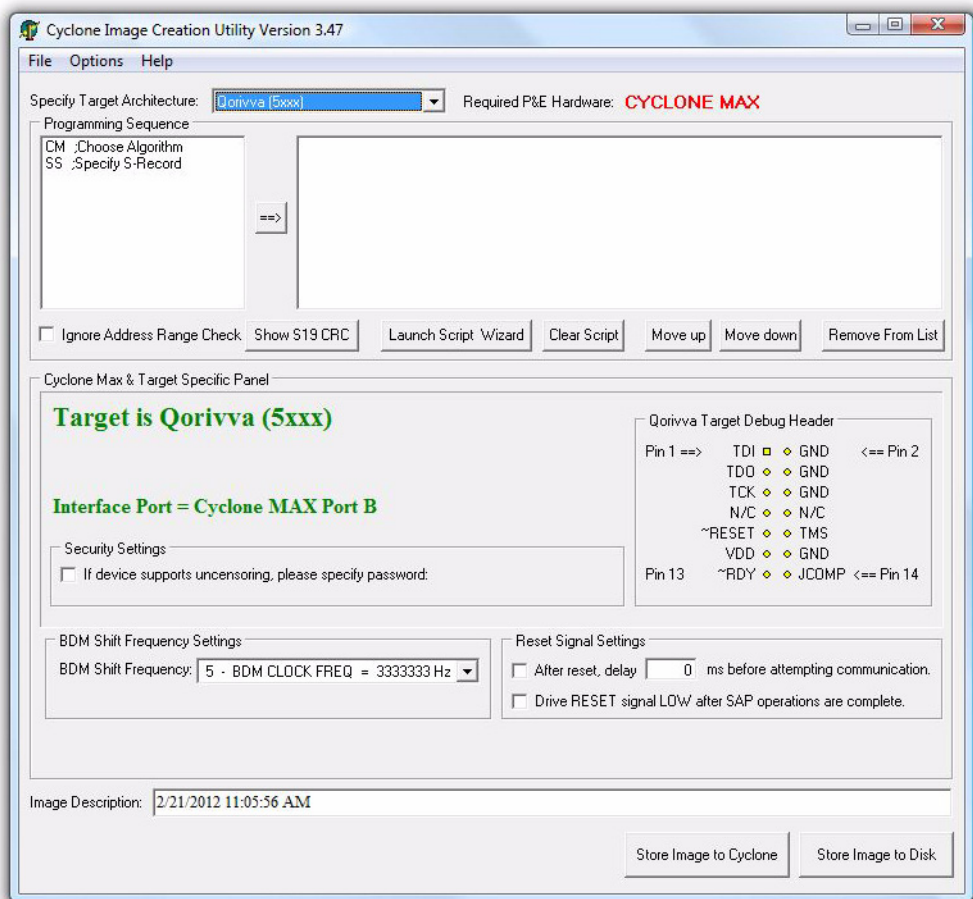 Cyclone Image Creation Utility Version 3.47
File Options Help
Specify Target Architecture: Qorivva (5xxx) Required P&E Hardware: CYCLONE MAX
Programming Sequence
CM ;Choose Algorithm
SS ;Specify S-Record
==>
Ignore Address Range Check Show S19 CRC Launch Script Wizard Clear Script Move up Move down Remove From List
Cyclone Max & Target Specific Panel
Target is Qorivva (5xxx)
Interface Port = Cyclone MAX Port B
Security Settings
If device supports uncensoring, please specify password:
Qorivva Target Debug Header
Pin 1 ==> TDI GND <== Pin 2
TDO GND
TCK GND
N/C N/C
~RESET TMS
VDD GND
Pin 13 ~RDY JCOMP <== Pin 14
BDM Shift Frequency Settings
BDM Shift Frequency: 5 - BDM CLOCK FREQ = 3333333 Hz
Reset Signal Settings
After reset, delay 0 ms before attempting communication.
Drive RESET signal LOW after SAP operations are complete.
Image Description: 2/21/2012 11:05:56 AM
Store Image to Cyclone Store Image to Disk